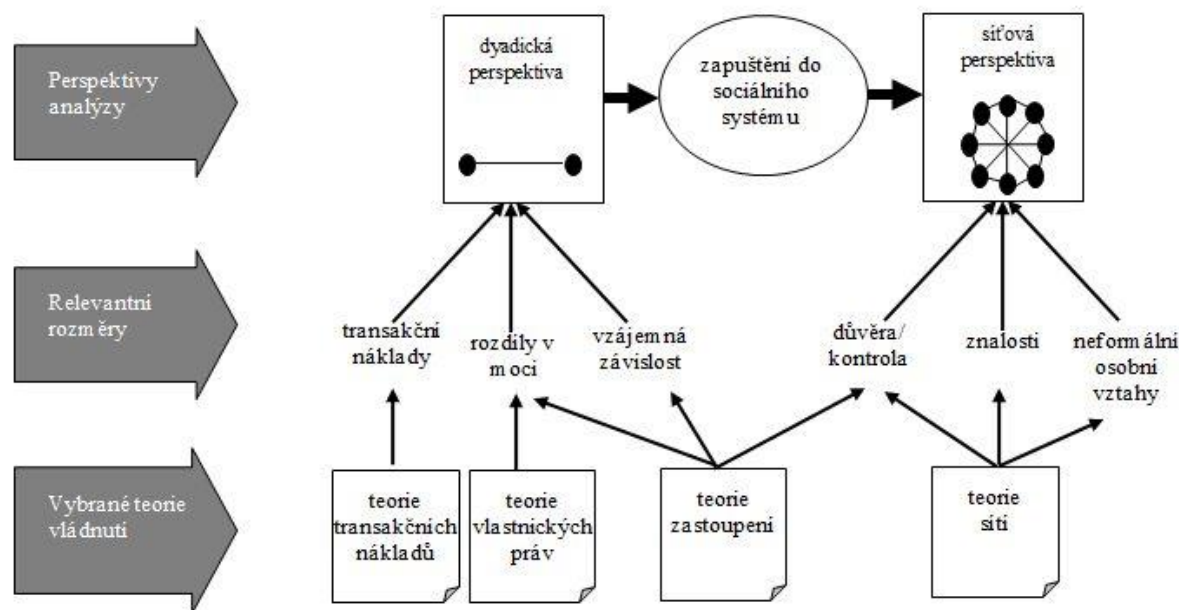 Perspektivy
analýzy
dyadická
perspektiva
zapuštění do
sociálního
systému
síťová
perspektiva
Relevantní
rozměry
transakční
náklady
rozdíly v
moci
vzájemná
závislost
důvěra/
kontrola
znalosti
neformální
osobní
vztahy
Vybrané teorie
vládnutí
teorie
transakčních
nákladů
teorie
vlastnických
práv
teorie
zastoupení
teorie
sítí